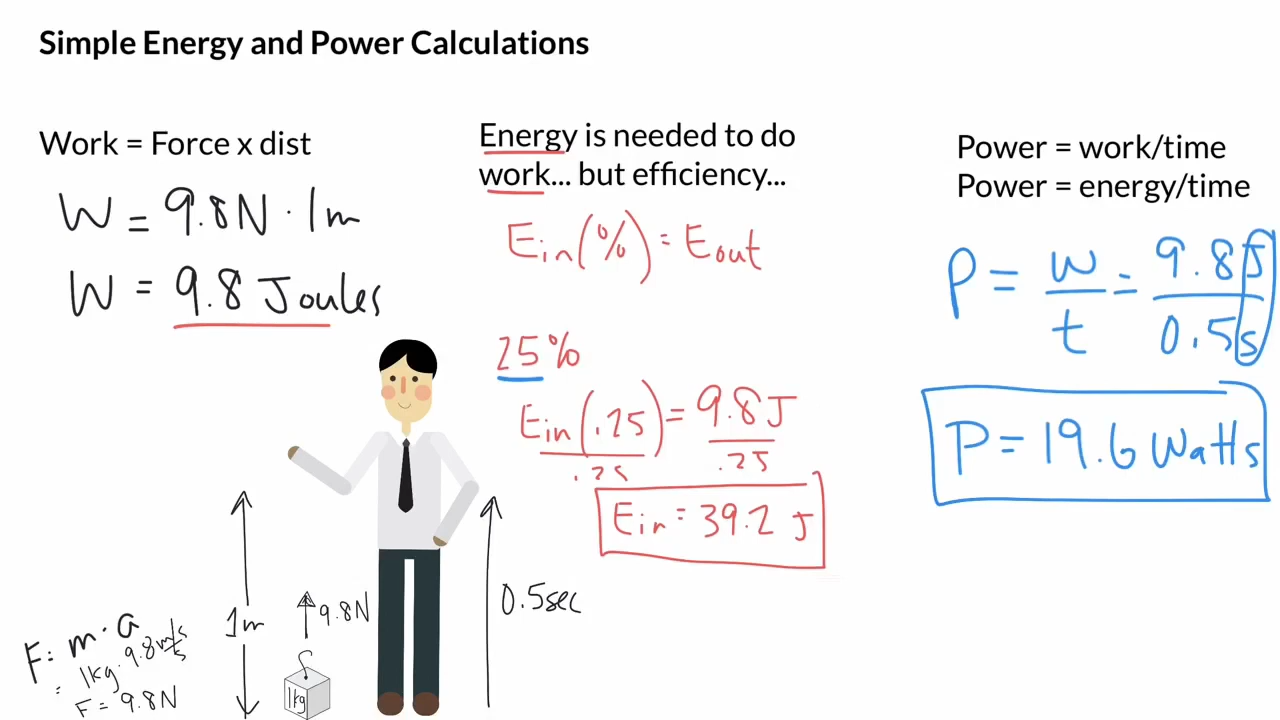 Simple Energy and Power Calculations
Work = Force x dist
W = 9.8N · 1m
W = 9.8 Joules
Energy is needed to do
work... but efficiency...
Ein(%) = Eout
25%
Ein(.25) = 9.8J
.25 .25
Ein = 39.2 J
Power = work/time
Power = energy/time
P = w/t = 9.8J/0.5s
P = 19.6 Watts
1m
9.8N
1kg
0.5sec
F = m · a
= 1kg · 9.8m/s/s
F = 9.8N